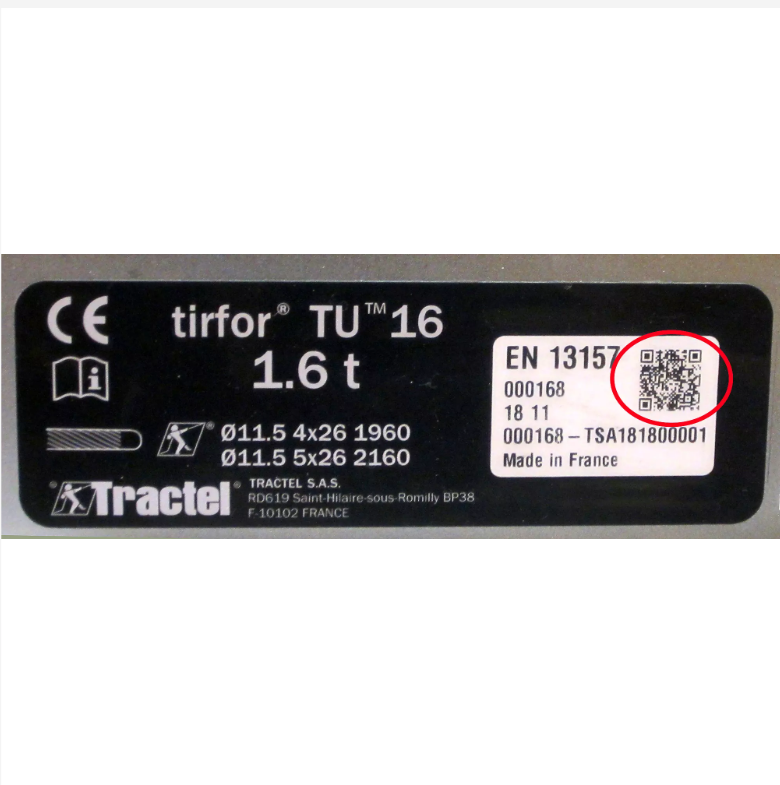 CE
tirfor® TU™16
1.6 t
i
Ø11.5 4x26 1960
Ø11.5 5x26 2160
Tractel®
TRACTEL S.A.S.
RD619 Saint-Hilaire-sous-Romilly BP38
F-10102 FRANCE
EN 13157
000168
18 11
000168 – TSA181800001
Made in France